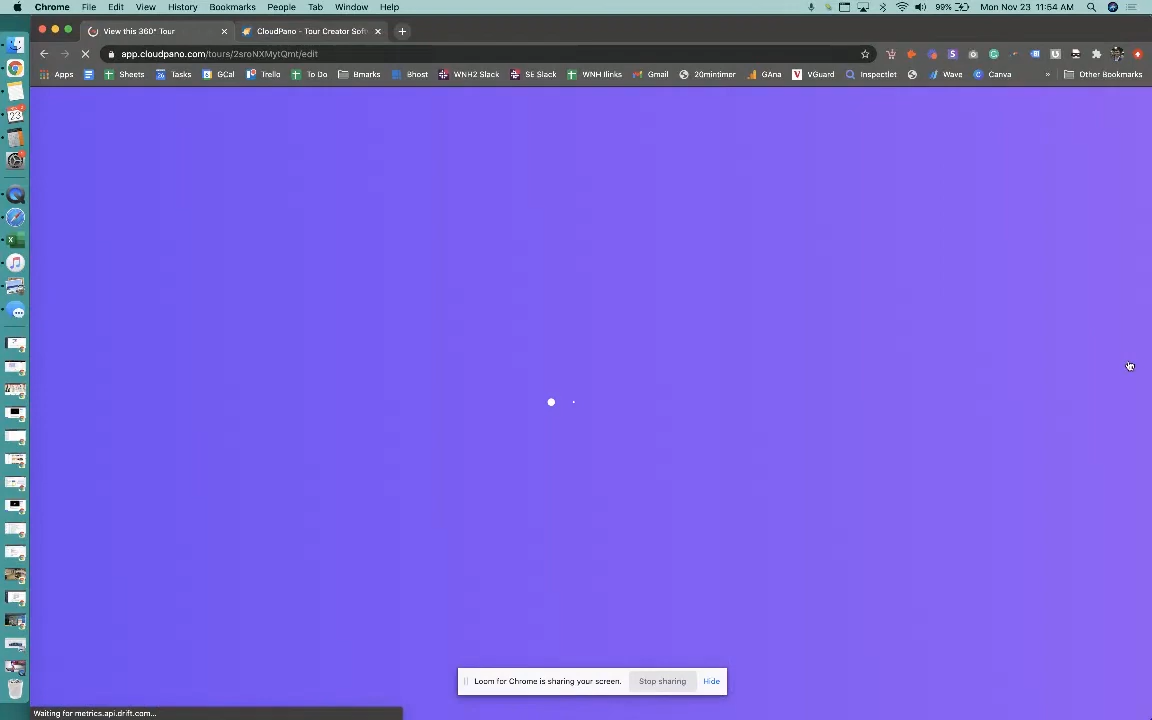 Chrome File Edit View History Bookmarks People Tab Window Help 99% Mon Nov 23 11:54 AM
View this 360° Tour CloudPano - Tour Creator Soft
app.cloudpano.com/tours/2sroNXMytQmt/edit
Apps Sheets Tasks GCal Trello To Do Bmarks Bhost WNH2 Slack SE Slack WNH Ilinks Gmail 20mintimer GAna VGuard Inspectlet Wave Canva » Other Bookmarks
Loom for Chrome is sharing your screen. Stop sharing Hide
Waiting for metrics.api.drift.com...